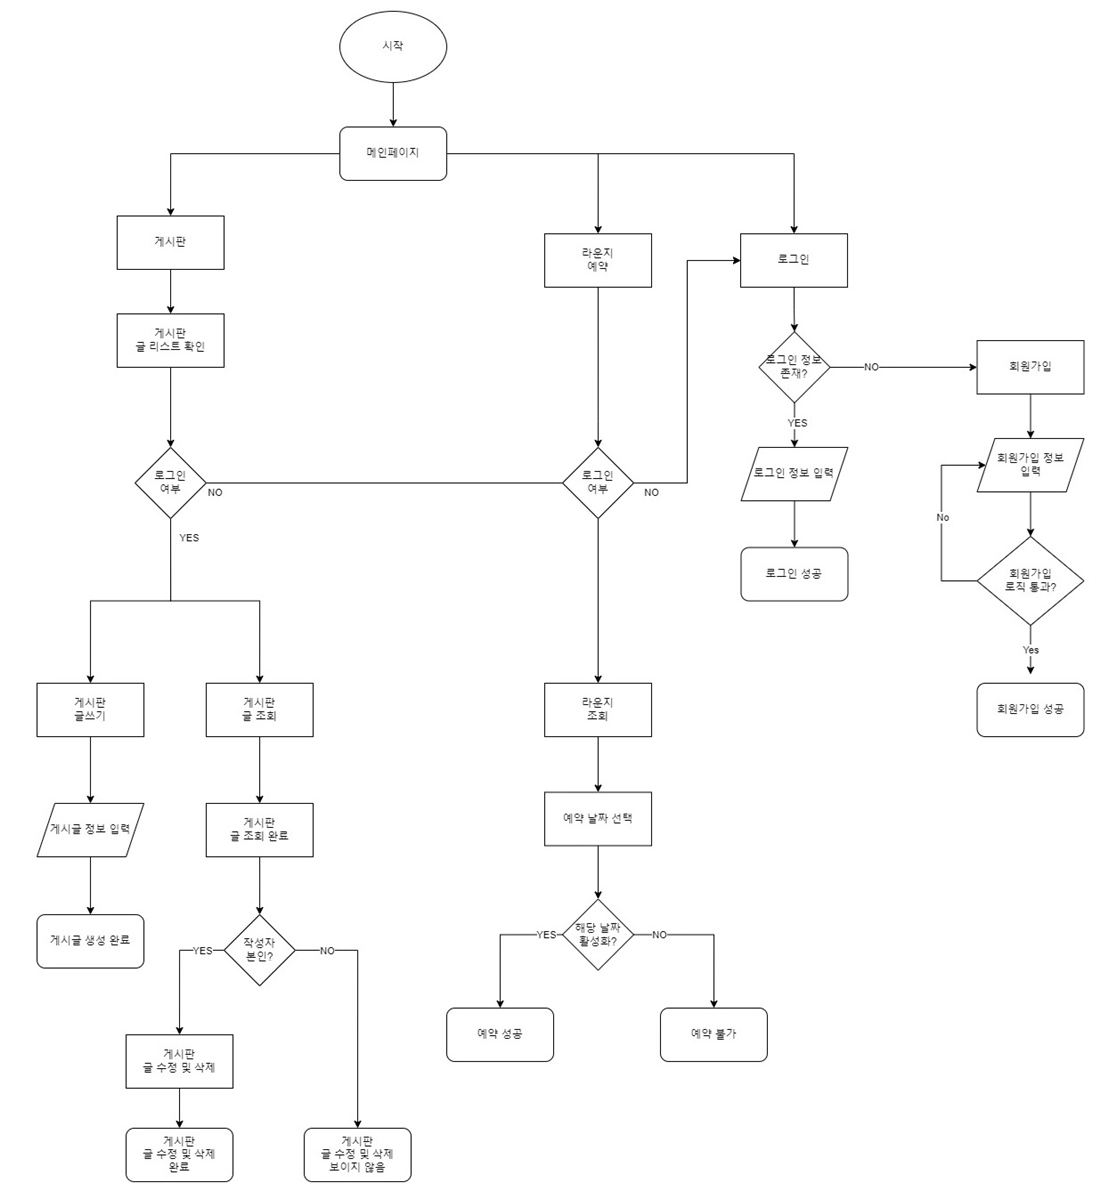 시작
메인페이지
게시판
라운지
예약
로그인
게시판
글 리스트 확인
로그인 정보
존재?
NO
회원가입
YES
로그인
여부
NO
로그인
여부
NO
로그인 정보 입력
회원가입 정보
입력
No
YES
로그인 성공
회원가입
로직 통과?
Yes
게시판
글쓰기
게시판
글 조회
라운지
조회
회원가입 성공
게시글 정보 입력
게시판
글 조회 완료
예약 날짜 선택
게시글 생성 완료
작성자
본인?
YES
NO
해당 날짜
활성화?
YES
NO
예약 성공
예약 불가
게시판
글 수정 및 삭제
게시판
글 수정 및 삭제
완료
게시판
글 수정 및 삭제
보이지 않음